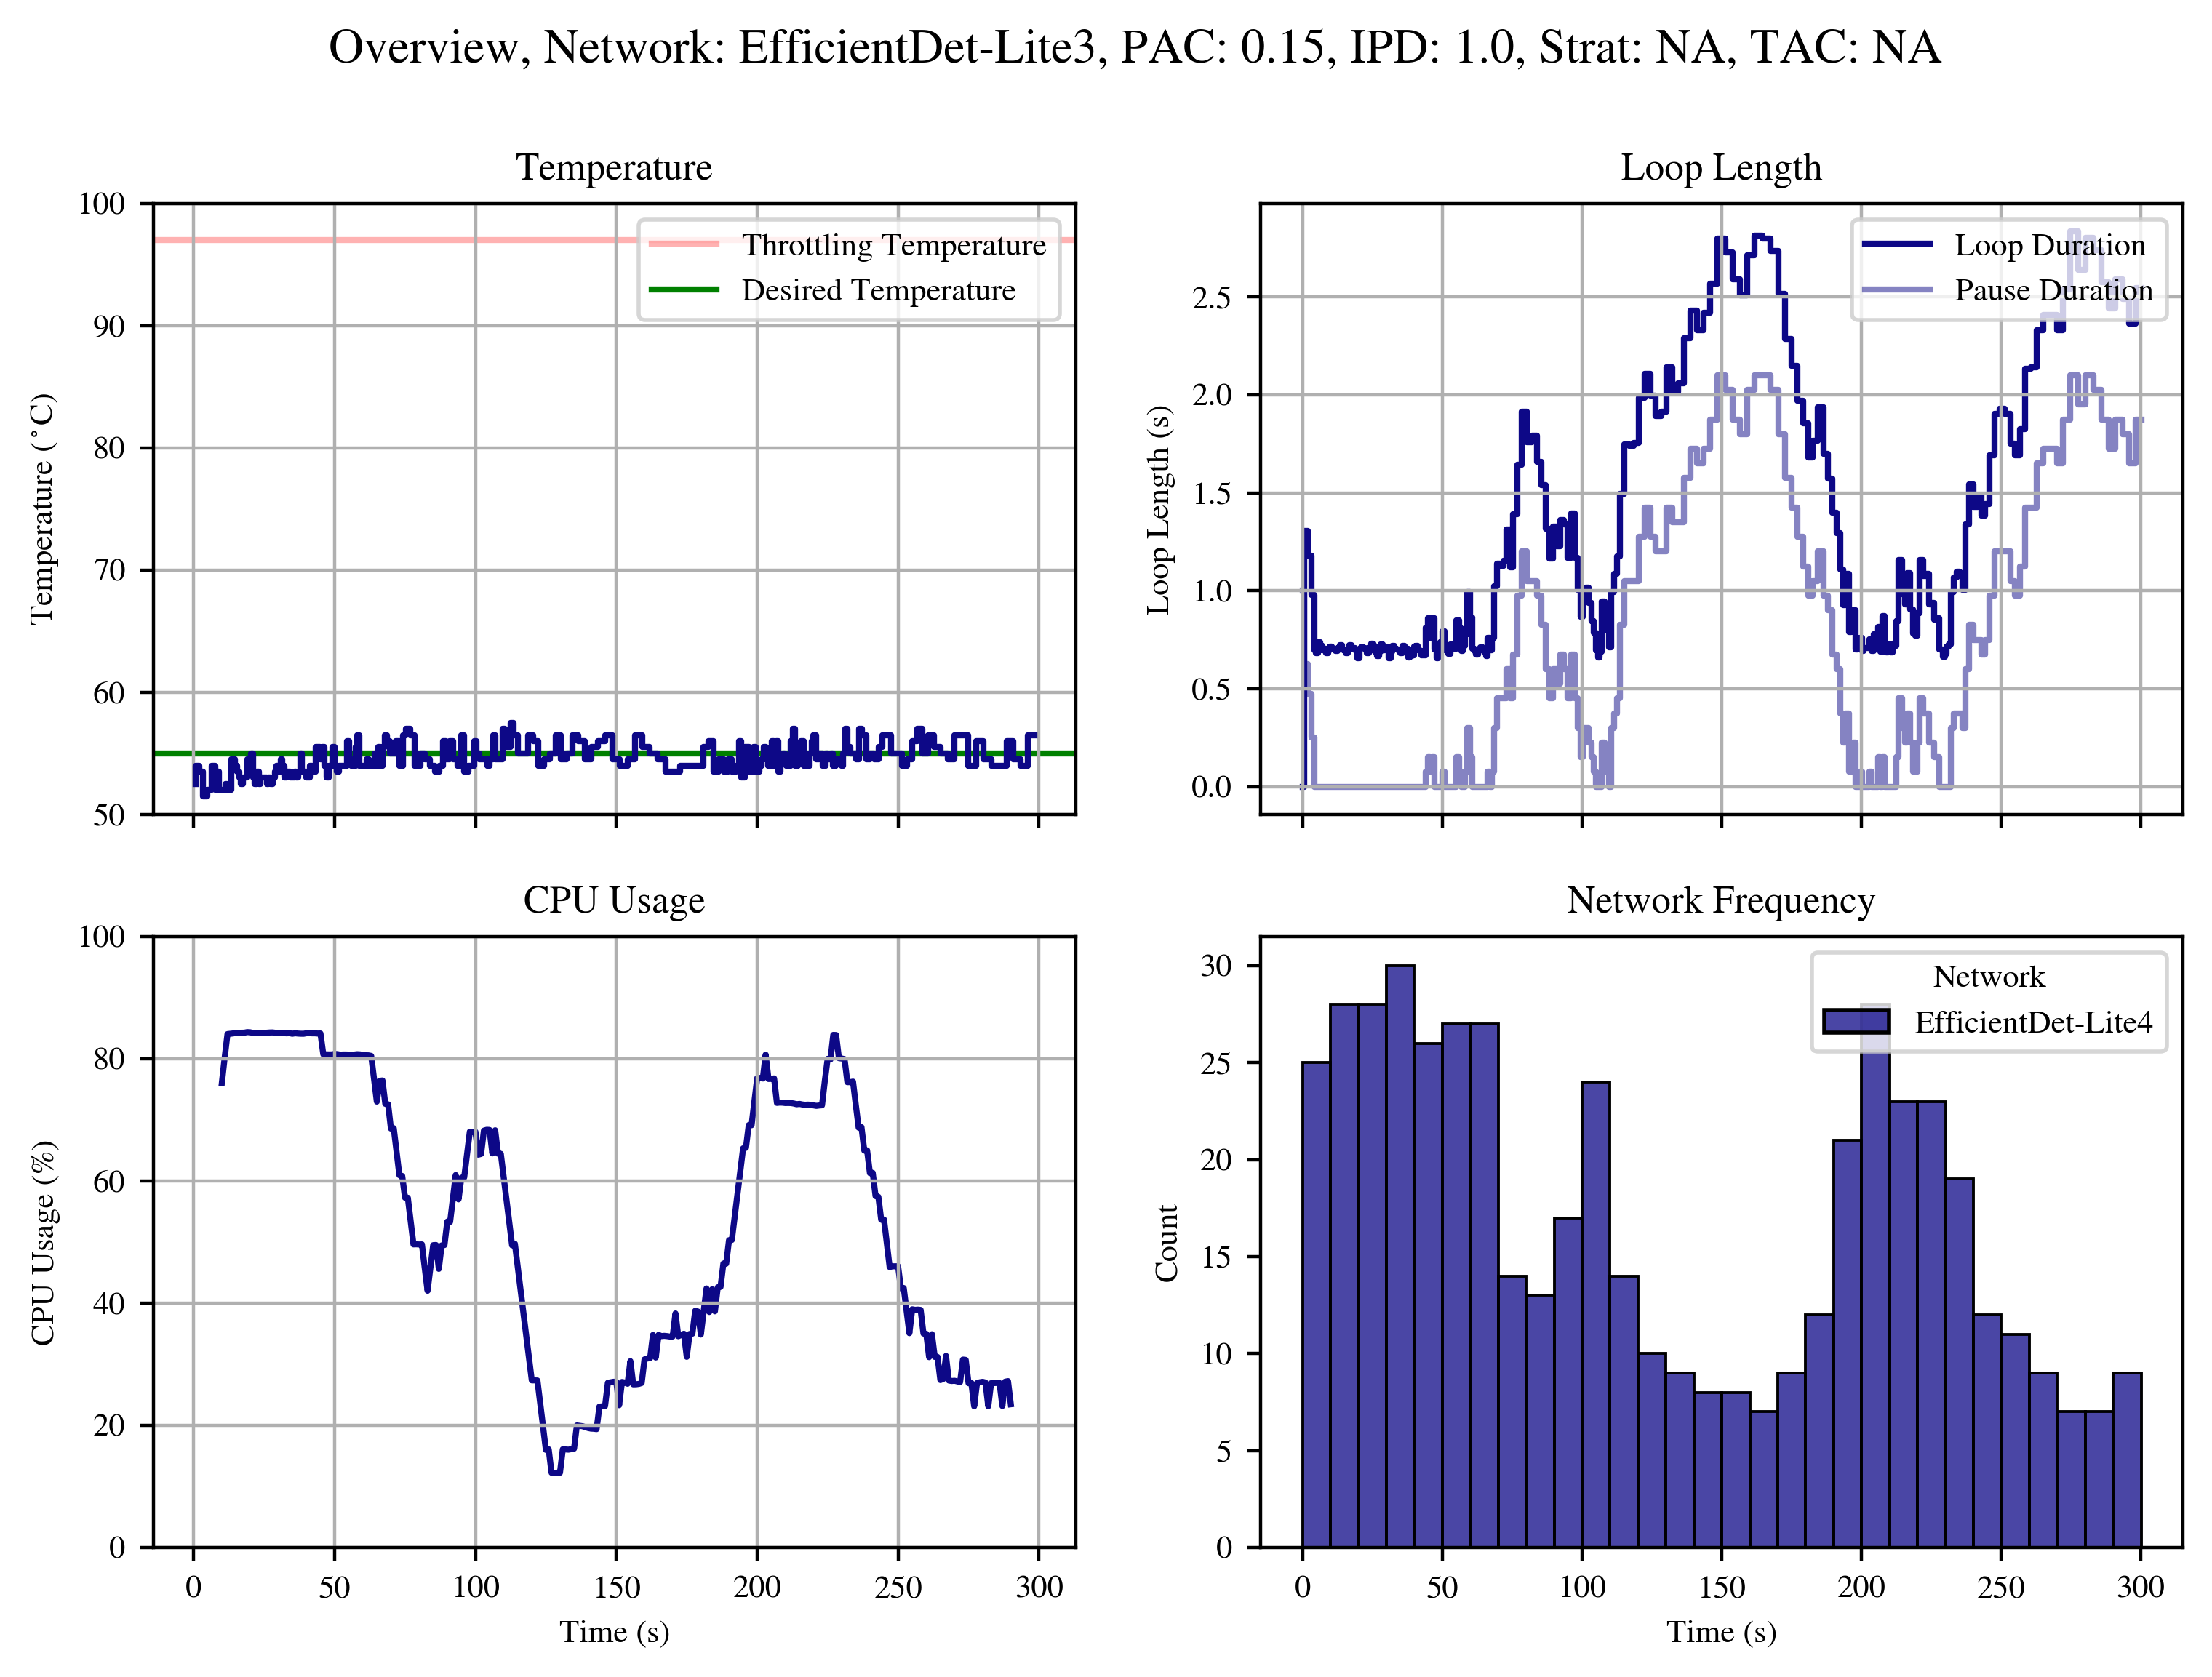 Overview, Network: EfficientDet-Lite3, PAC: 0.15, IPD: 1.0, Strat: NA, TAC: NA
Temperature
100
90
80
70
60
50
Temperature (°C)
Throttling Temperature
Desired Temperature
Loop Length
2.5
2.0
1.5
1.0
0.5
0.0
Loop Length (s)
Loop Duration
Pause Duration
CPU Usage
100
80
60
40
20
0
CPU Usage (%)
0 50 100 150 200 250 300
Time (s)
Network Frequency
30
25
20
15
10
5
0
Count
Network
EfficientDet-Lite4
0 50 100 150 200 250 300
Time (s)